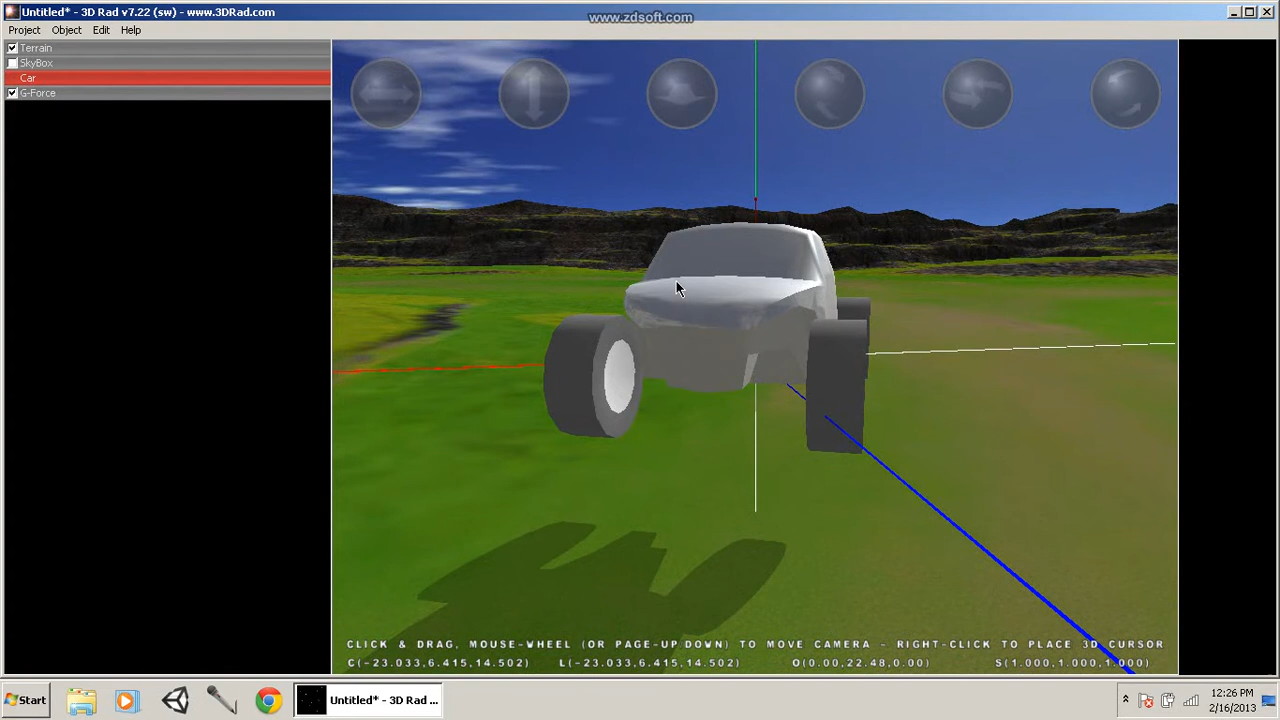 Untitled* - 3D Rad v7.22 (sw) - www.3DRad.com
www.zdsoft.com
Project Object Edit Help
Terrain
SkyBox
Car
G-Force
CLICK & DRAG, MOUSE-WHEEL (OR PAGE-UP DOWN) TO MOVE CAMERA - RIGHT-CLICK TO PLACE 3D CURSOR
C(-23.033,6.415,14.502) L(-23.033,6.415,14.502) O(0.00,22.48,0.00) S(1.000,1.000,1.000)
Start
Untitled* - 3D Rad ...
12:26 PM
2/16/2013